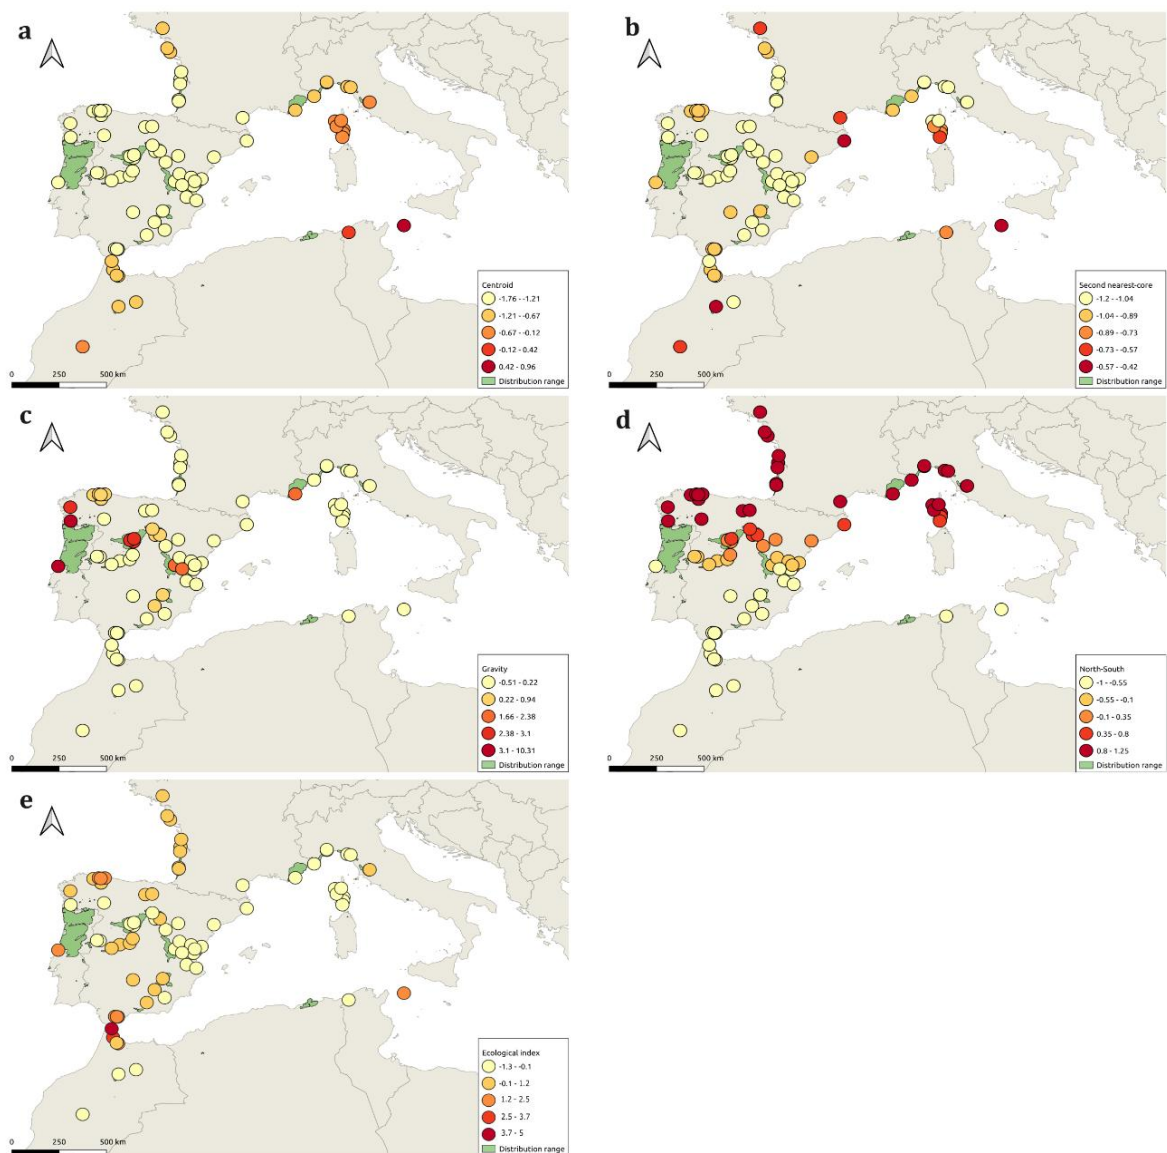 a
Centroid
-1.76 - -1.21
-1.21 - -0.67
-0.67 - -0.12
-0.12 - 0.42
0.42 - 0.96
Distribution range
0 250 500 km
b
Second nearest-core
-1.2 - -1.04
-1.04 - -0.89
-0.89 - -0.73
-0.73 - -0.57
-0.57 - -0.42
Distribution range
0 250 500 km
c
Gravity
-0.51 - 0.22
0.22 - 0.94
1.66 - 2.38
2.38 - 3.1
3.1 - 10.31
Distribution range
0 250 500 km
d
North-South
-1 - -0.55
-0.55 - -0.1
-0.1 - 0.35
0.35 - 0.8
0.8 - 1.25
Distribution range
0 250 500 km
e
Ecological index
-1.3 - -0.1
-0.1 - 1.2
1.2 - 2.5
2.5 - 3.7
3.7 - 5
Distribution range
0 250 500 km